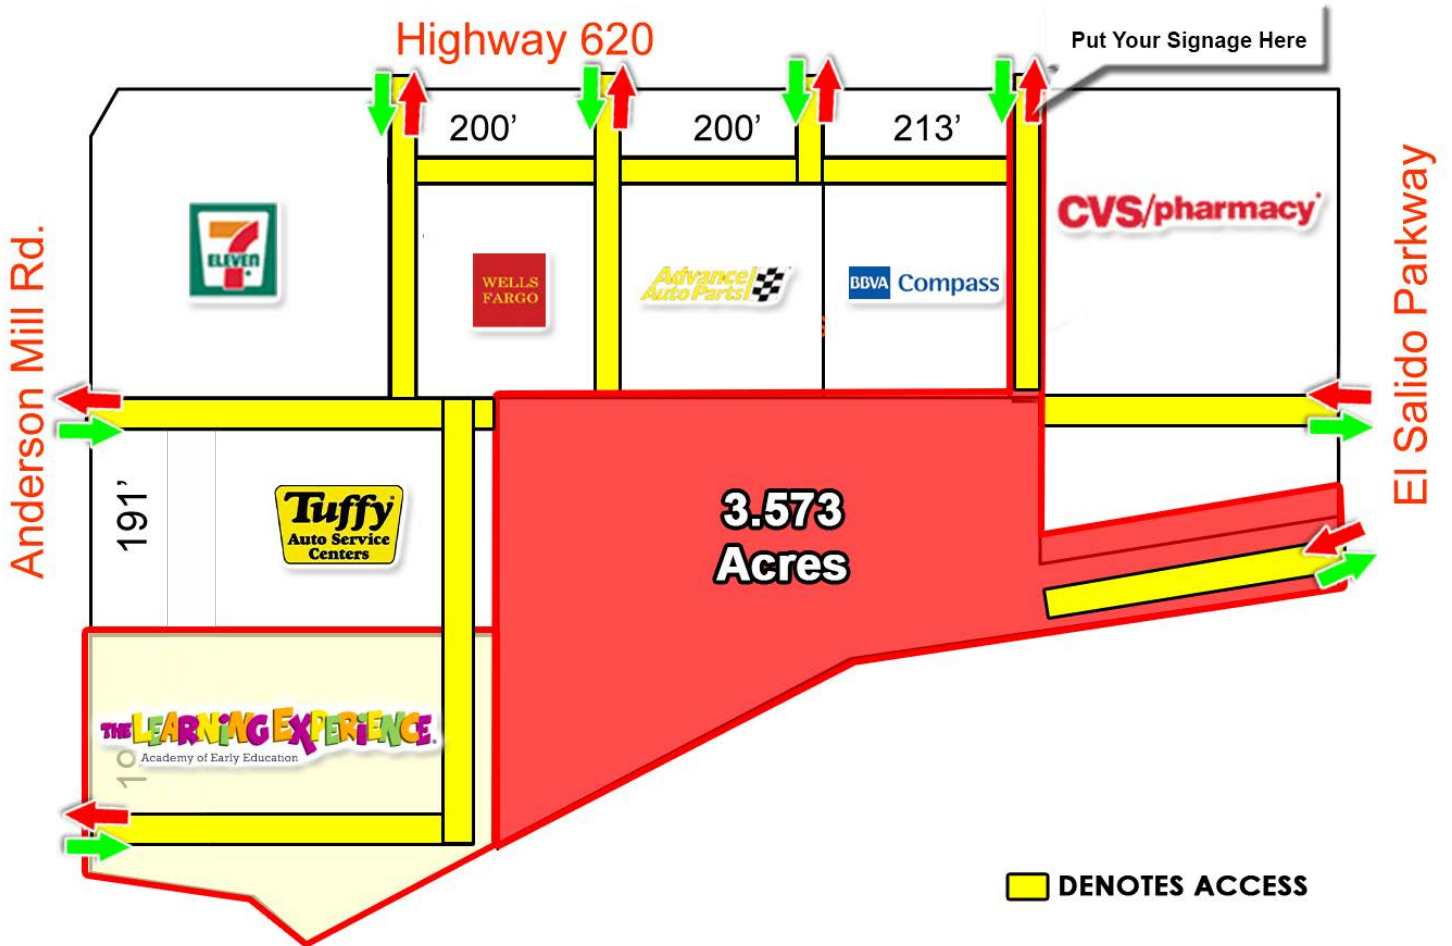 Highway 620
Put Your Signage Here
200’
200’
213’
Anderson Mill Rd.
El Salido Parkway
7
ELEVEN
WELLS
FARGO
Advance
Auto Parts
BBVA Compass
CVS/pharmacy
191’
Tuffy
Auto Service
Centers
3.573
Acres
THE LEARNING EXPERIENCE.
Academy of Early Education
DENOTES ACCESS